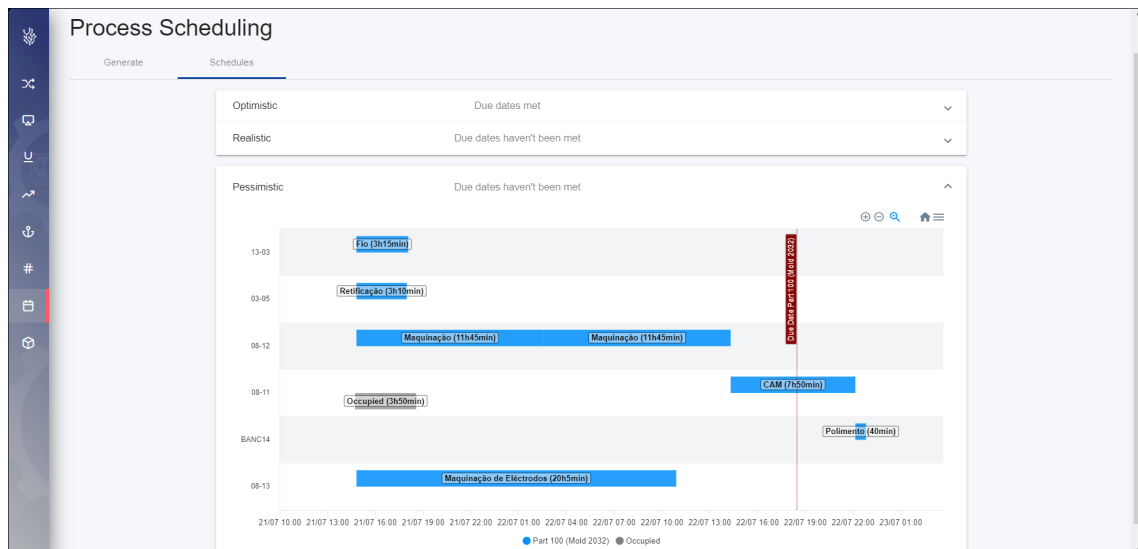 Process Scheduling
Generate Schedules
Optimistic Due dates met
Realistic Due dates haven't been met
Pessimistic Due dates haven't been met
13-03 Fio (3h15min)
Due Date Part 100 (Mold 2032)
03-05 Retificação (3h10min)
08-12 Maquinação (11h45min) Maquinação (11h45min)
08-11 CAM (7h50min)
Occupied (3h50min)
BANC14 Polimento (40min)
08-13 Maquinação de Eléctrodos (20h5min)
21/07 10:00 21/07 13:00 21/07 16:00 21/07 19:00 21/07 22:00 22/07 01:00 22/07 04:00 22/07 07:00 22/07 10:00 22/07 13:00 22/07 16:00 22/07 19:00 22/07 22:00 23/07 01:00
Part 100 (Mold 2032) Occupied